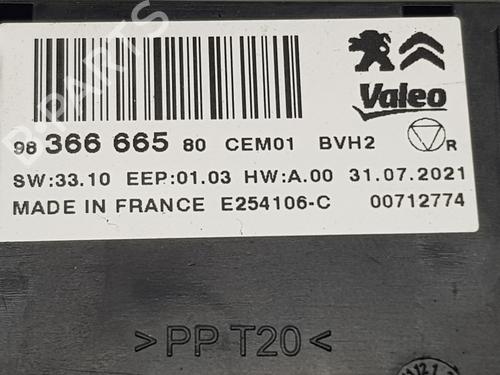 Valeo
98 366 665 80 CEM01 BVH2 R
SW:33.10 EEP:01.03 HW:A.00 31.07.2021
MADE IN FRANCE E254106-C 00712774
>PP T20<